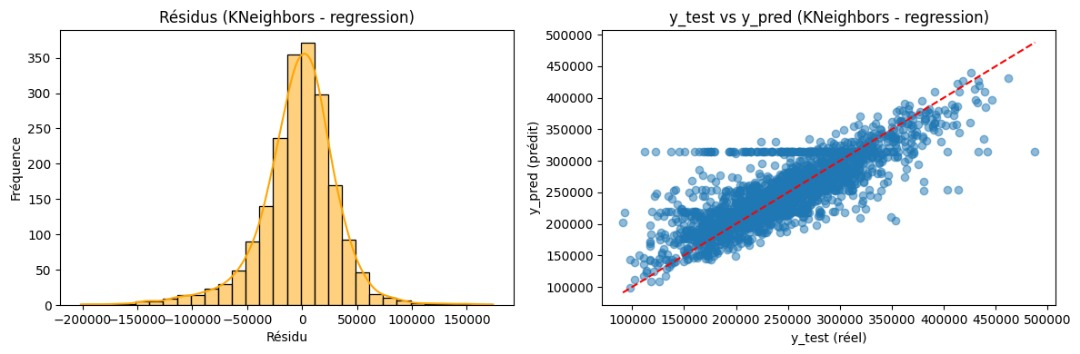 Résidus (KNeighbors - regression)
Fréquence
350
300
250
200
150
100
50
0
−200000 −150000 −100000 −50000 0 50000 100000 150000
Résidu
y_test vs y_pred (KNeighbors - regression)
y_pred (prédit)
500000
450000
400000
350000
300000
250000
200000
150000
100000
100000 150000 200000 250000 300000 350000 400000 450000 500000
y_test (réel)